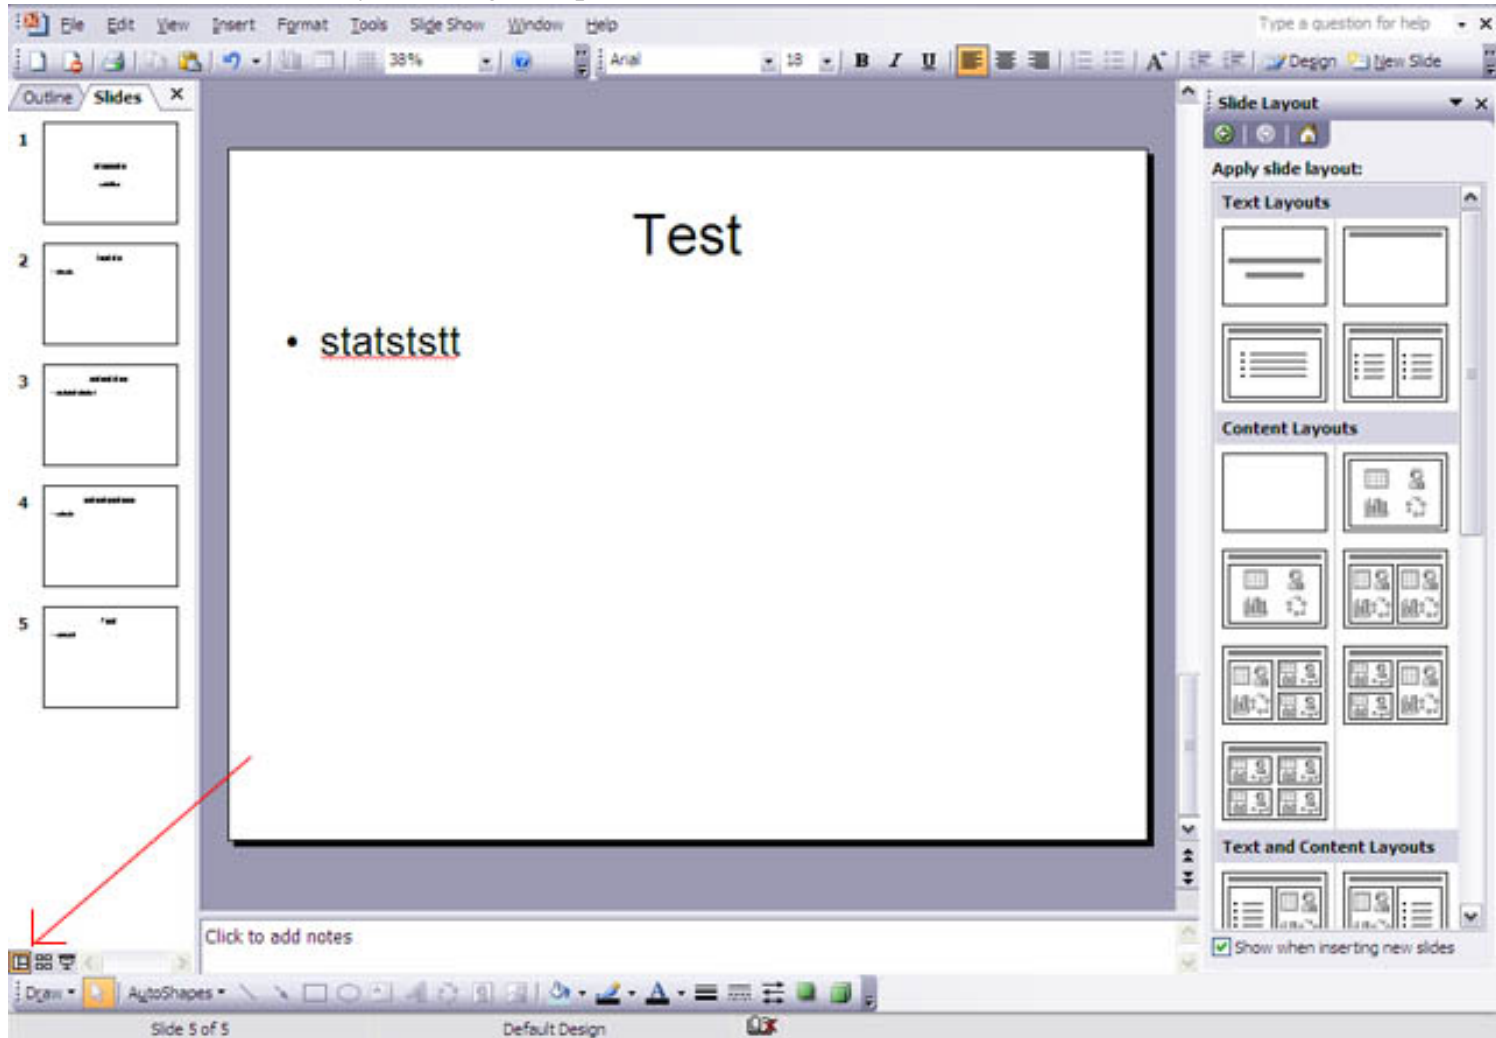 File Edit View Insert Format Tools Slide Show Window Help
Type a question for help
38%
Arial
18
B I U
A
Design
New Slide
Outline
Slides
Slide Layout
1
2
3
4
5
Test
• statststt
Apply slide layout:
Text Layouts
Content Layouts
Text and Content Layouts
Show when inserting new slides
Click to add notes
Draw
AutoShapes
A
Slide 5 of 5
Default Design